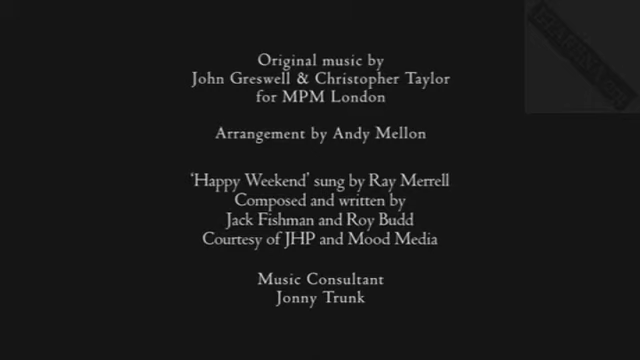 Original music by
John Greswell & Christopher Taylor
for MPM London
Arrangement by Andy Mellon
‘Happy Weekend’ sung by Ray Merrell
Composed and written by
Jack Fishman and Roy Budd
Courtesy of JHP and Mood Media
Music Consultant
Jonny Trunk